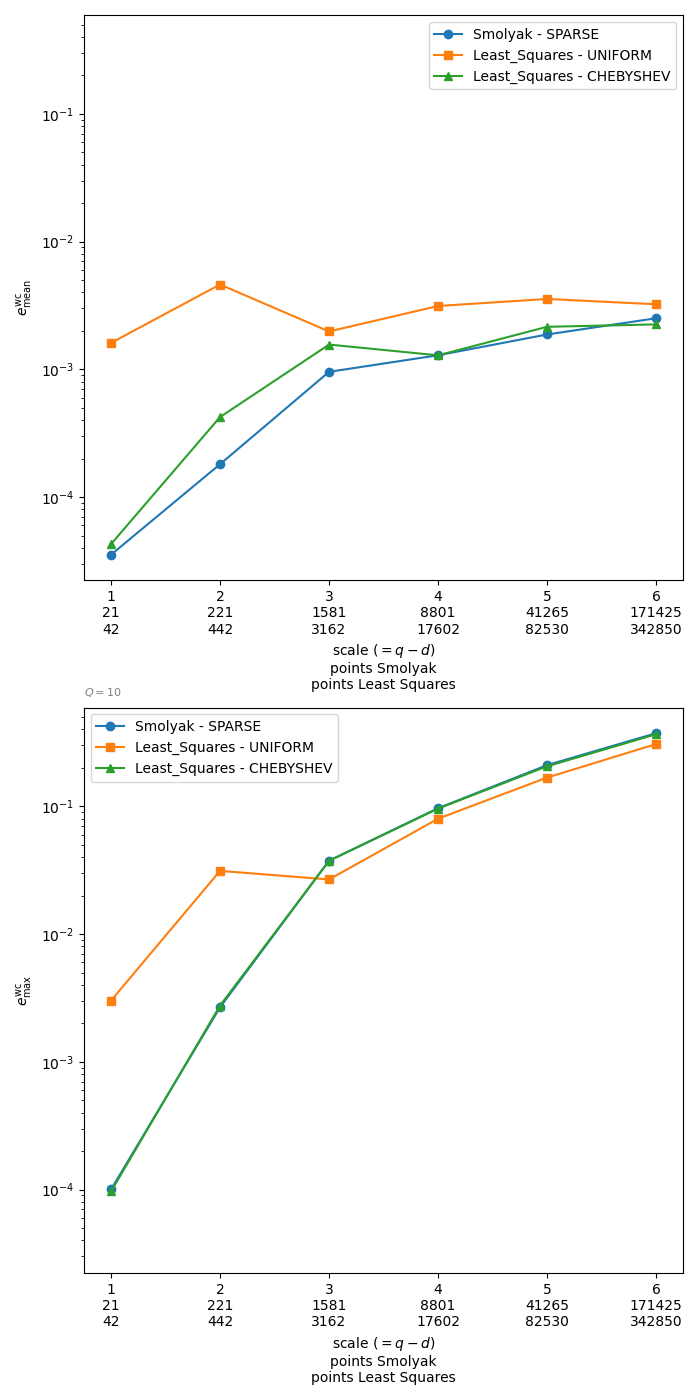 Smolyak - SPARSE
Least_Squares - UNIFORM
Least_Squares - CHEBYSHEV
10⁻¹
10⁻²
10⁻³
10⁻⁴
e^wc_mean
1 2 3 4 5 6
21 221 1581 8801 41265 171425
42 442 3162 17602 82530 342850
scale (= q − d)
points Smolyak
points Least Squares
Q = 10
Smolyak - SPARSE
Least_Squares - UNIFORM
Least_Squares - CHEBYSHEV
10⁻¹
10⁻²
10⁻³
10⁻⁴
e^wc_max
1 2 3 4 5 6
21 221 1581 8801 41265 171425
42 442 3162 17602 82530 342850
scale (= q − d)
points Smolyak
points Least Squares